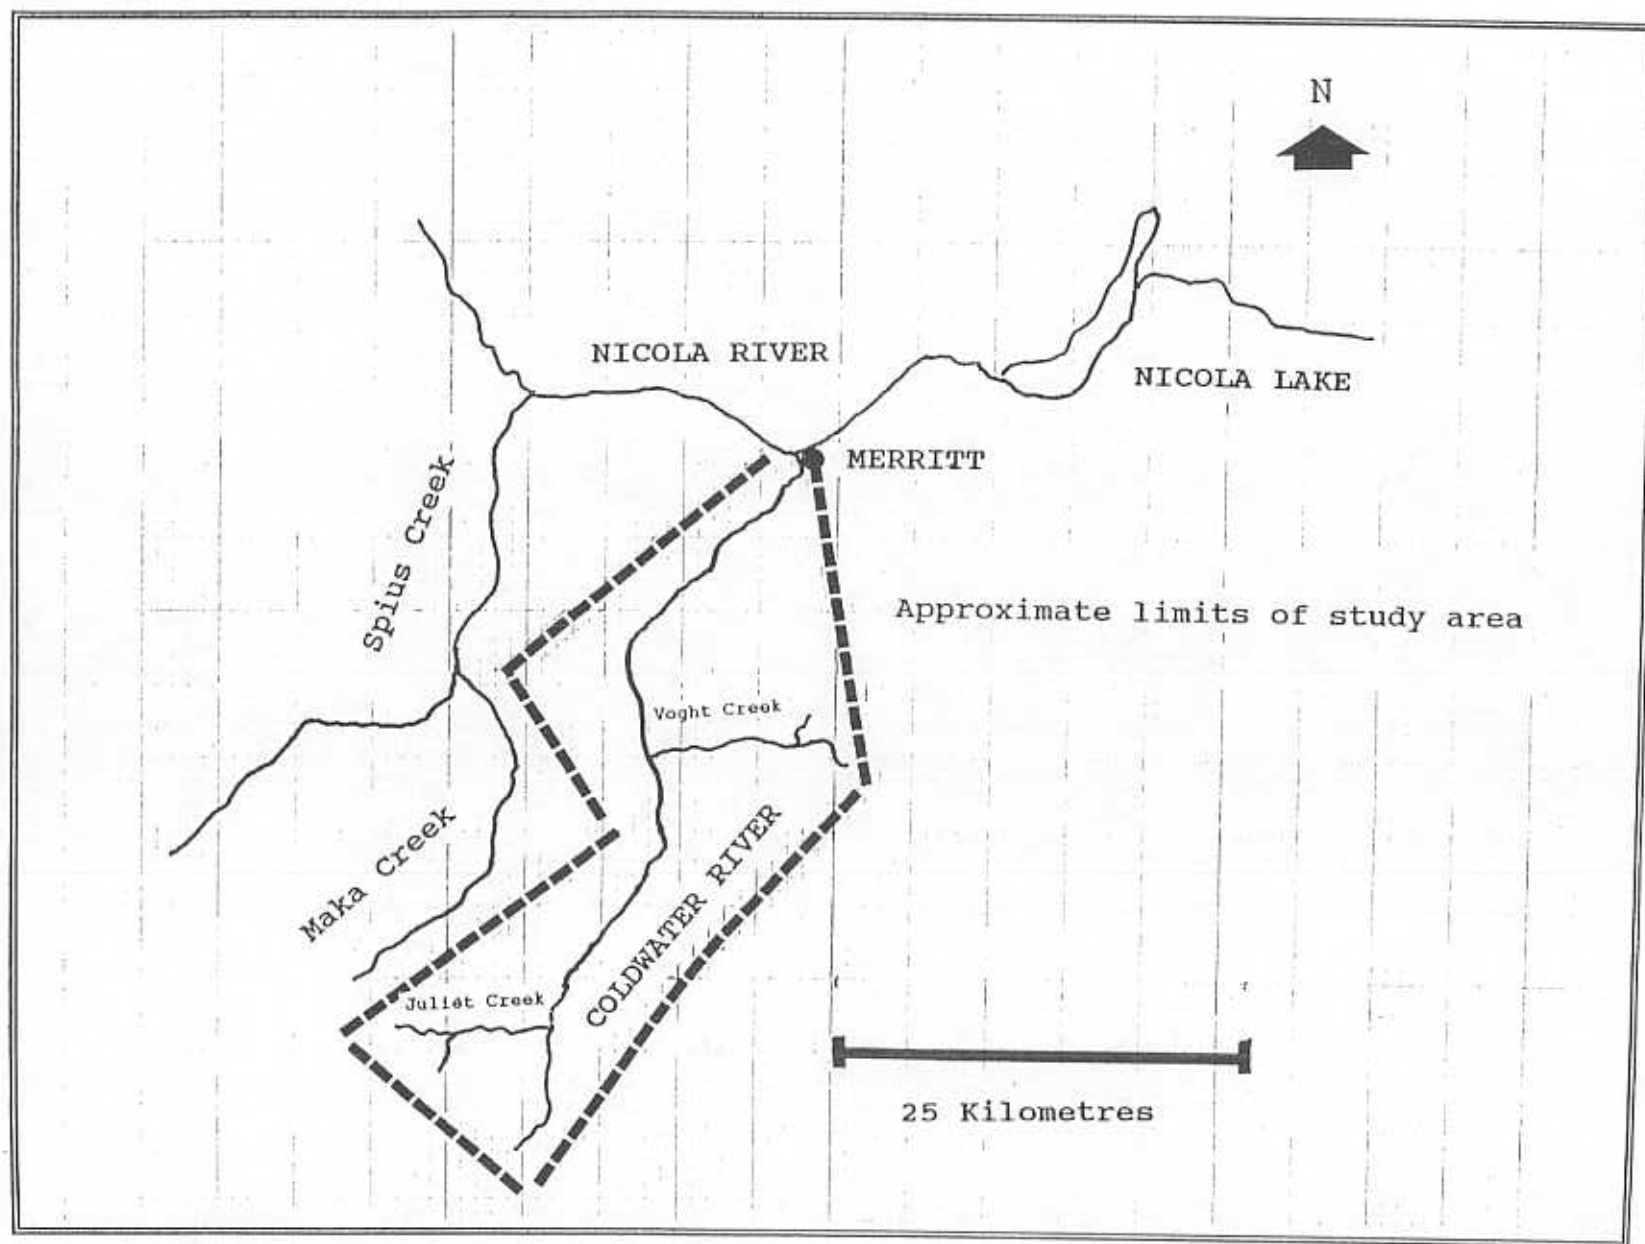 N
NICOLA RIVER
NICOLA LAKE
MERRITT
Spius Creek
Approximate limits of study area
Voght Creek
Maka Creek
COLDWATER RIVER
Juliet Creek
25 Kilometres